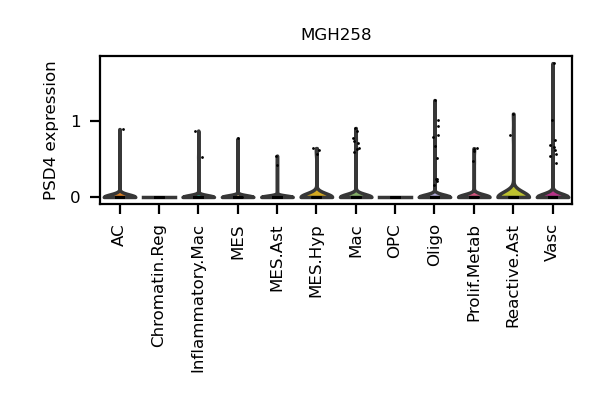 MGH258
PSD4 expression
1
0
AC
Chromatin.Reg
Inflammatory.Mac
MES
MES.Ast
MES.Hyp
Mac
OPC
Oligo
Prolif.Metab
Reactive.Ast
Vasc